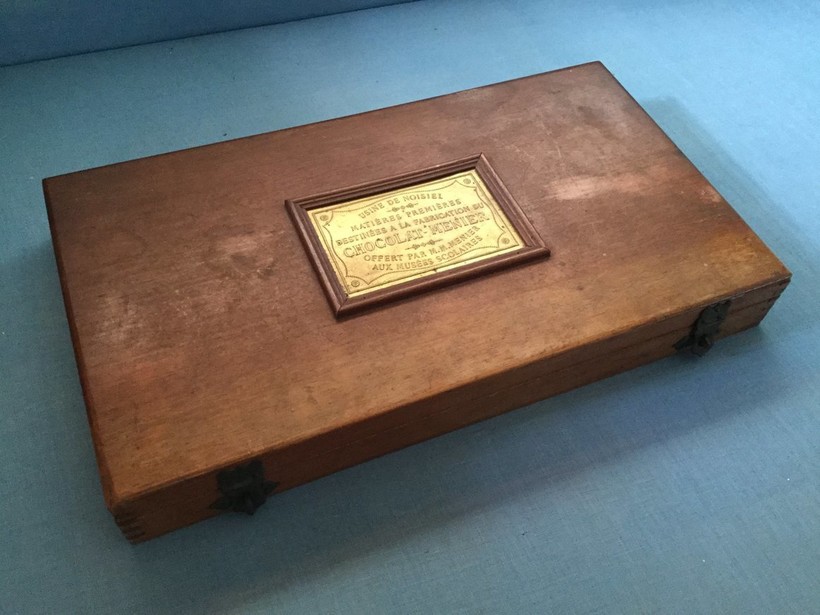 USINE DE NOISIEL
MATIÈRES PREMIÈRES
DESTINÉES A LA FABRICATION DU
CHOCOLAT-MENIER
OFFERT PAR M.M. MENIER
AUX MUSÉES SCOLAIRES